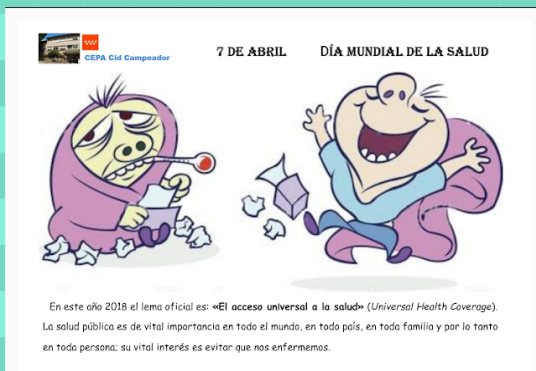 CEPA Cid Campeador
7 DE ABRIL DÍA MUNDIAL DE LA SALUD
En este año 2018 el lema oficial es: «El acceso universal a la salud» (Universal Health Coverage).
La salud pública es de vital importancia en todo el mundo, en todo país, en toda familia y por lo tanto
en toda persona; su vital interés es evitar que nos enfermemos.